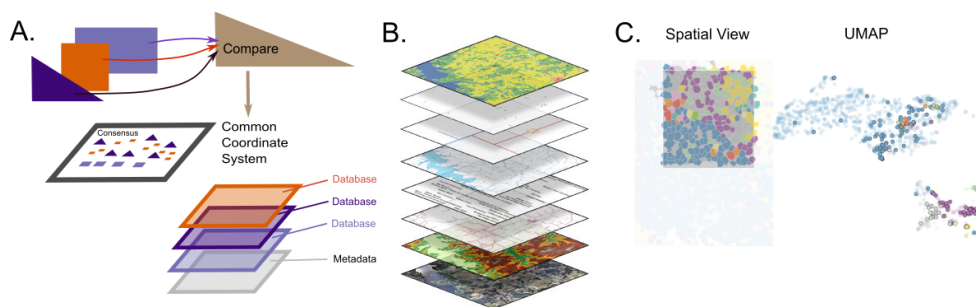 A.
Compare
Consensus
Common
Coordinate
System
Database
Database
Database
Metadata
B.
C.
Spatial View
UMAP